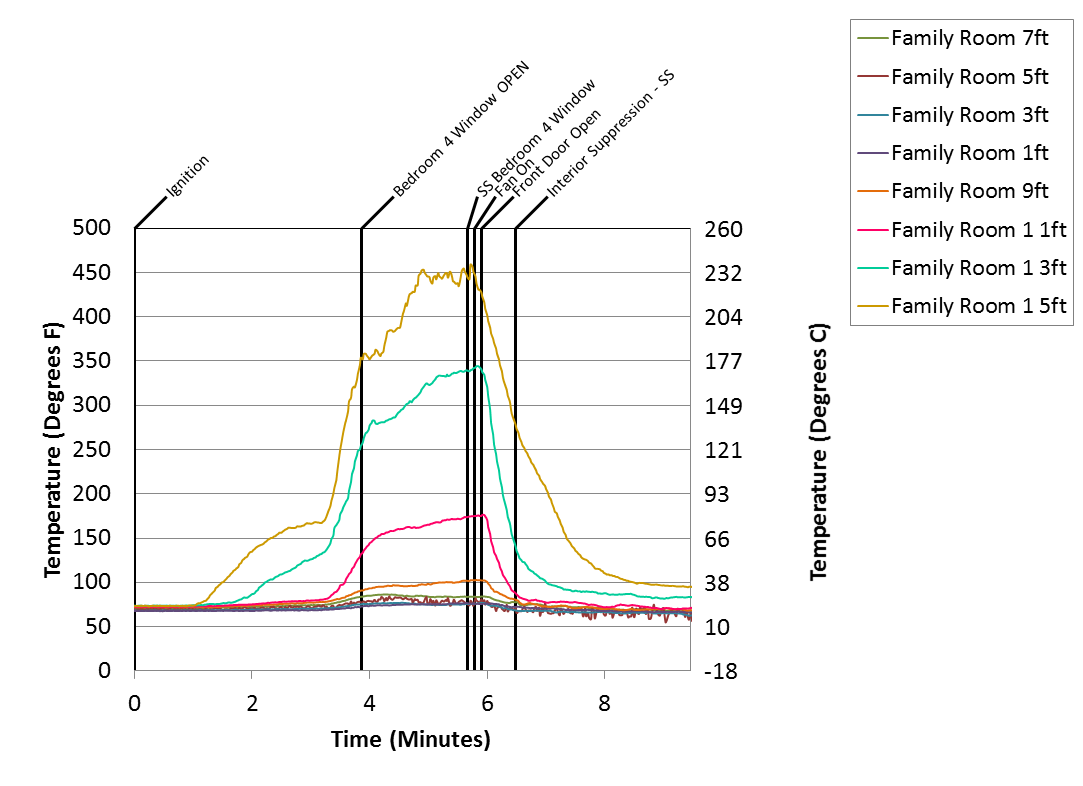 Family Room 7ft
Family Room 5ft
Family Room 3ft
Family Room 1ft
Family Room 9ft
Family Room 1 1ft
Family Room 1 3ft
Family Room 1 5ft
Ignition
Bedroom 4 Window OPEN
SS Bedroom 4 Window
Fan On
Front Door Open
Interior Suppression - SS
Temperature (Degrees F)
500
450
400
350
300
250
200
150
100
50
0
260
232
204
177
149
121
93
66
38
10
-18
Temperature (Degrees C)
0 2 4 6 8
Time (Minutes)